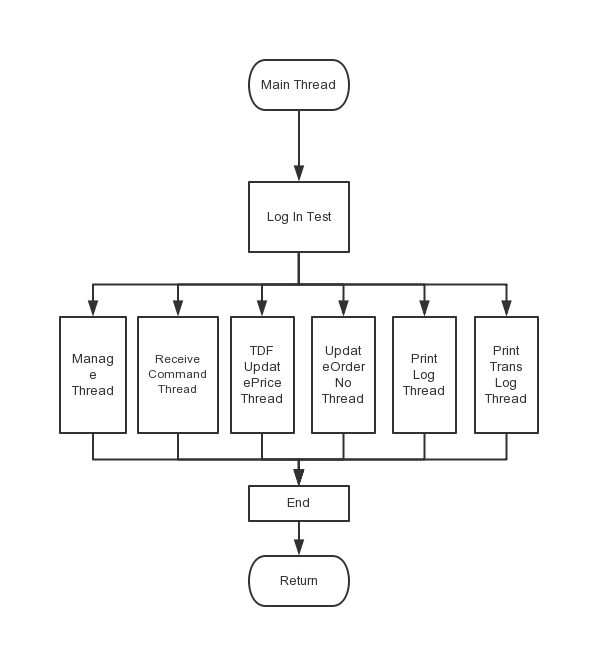 Main Thread
Log In Test
Manag
e
Thread
Receive
Command
Thread
TDF
Updat
ePrice
Thread
Updat
eOrder
No
Thread
Print
Log
Thread
Print
Trans
Log
Thread
End
Return